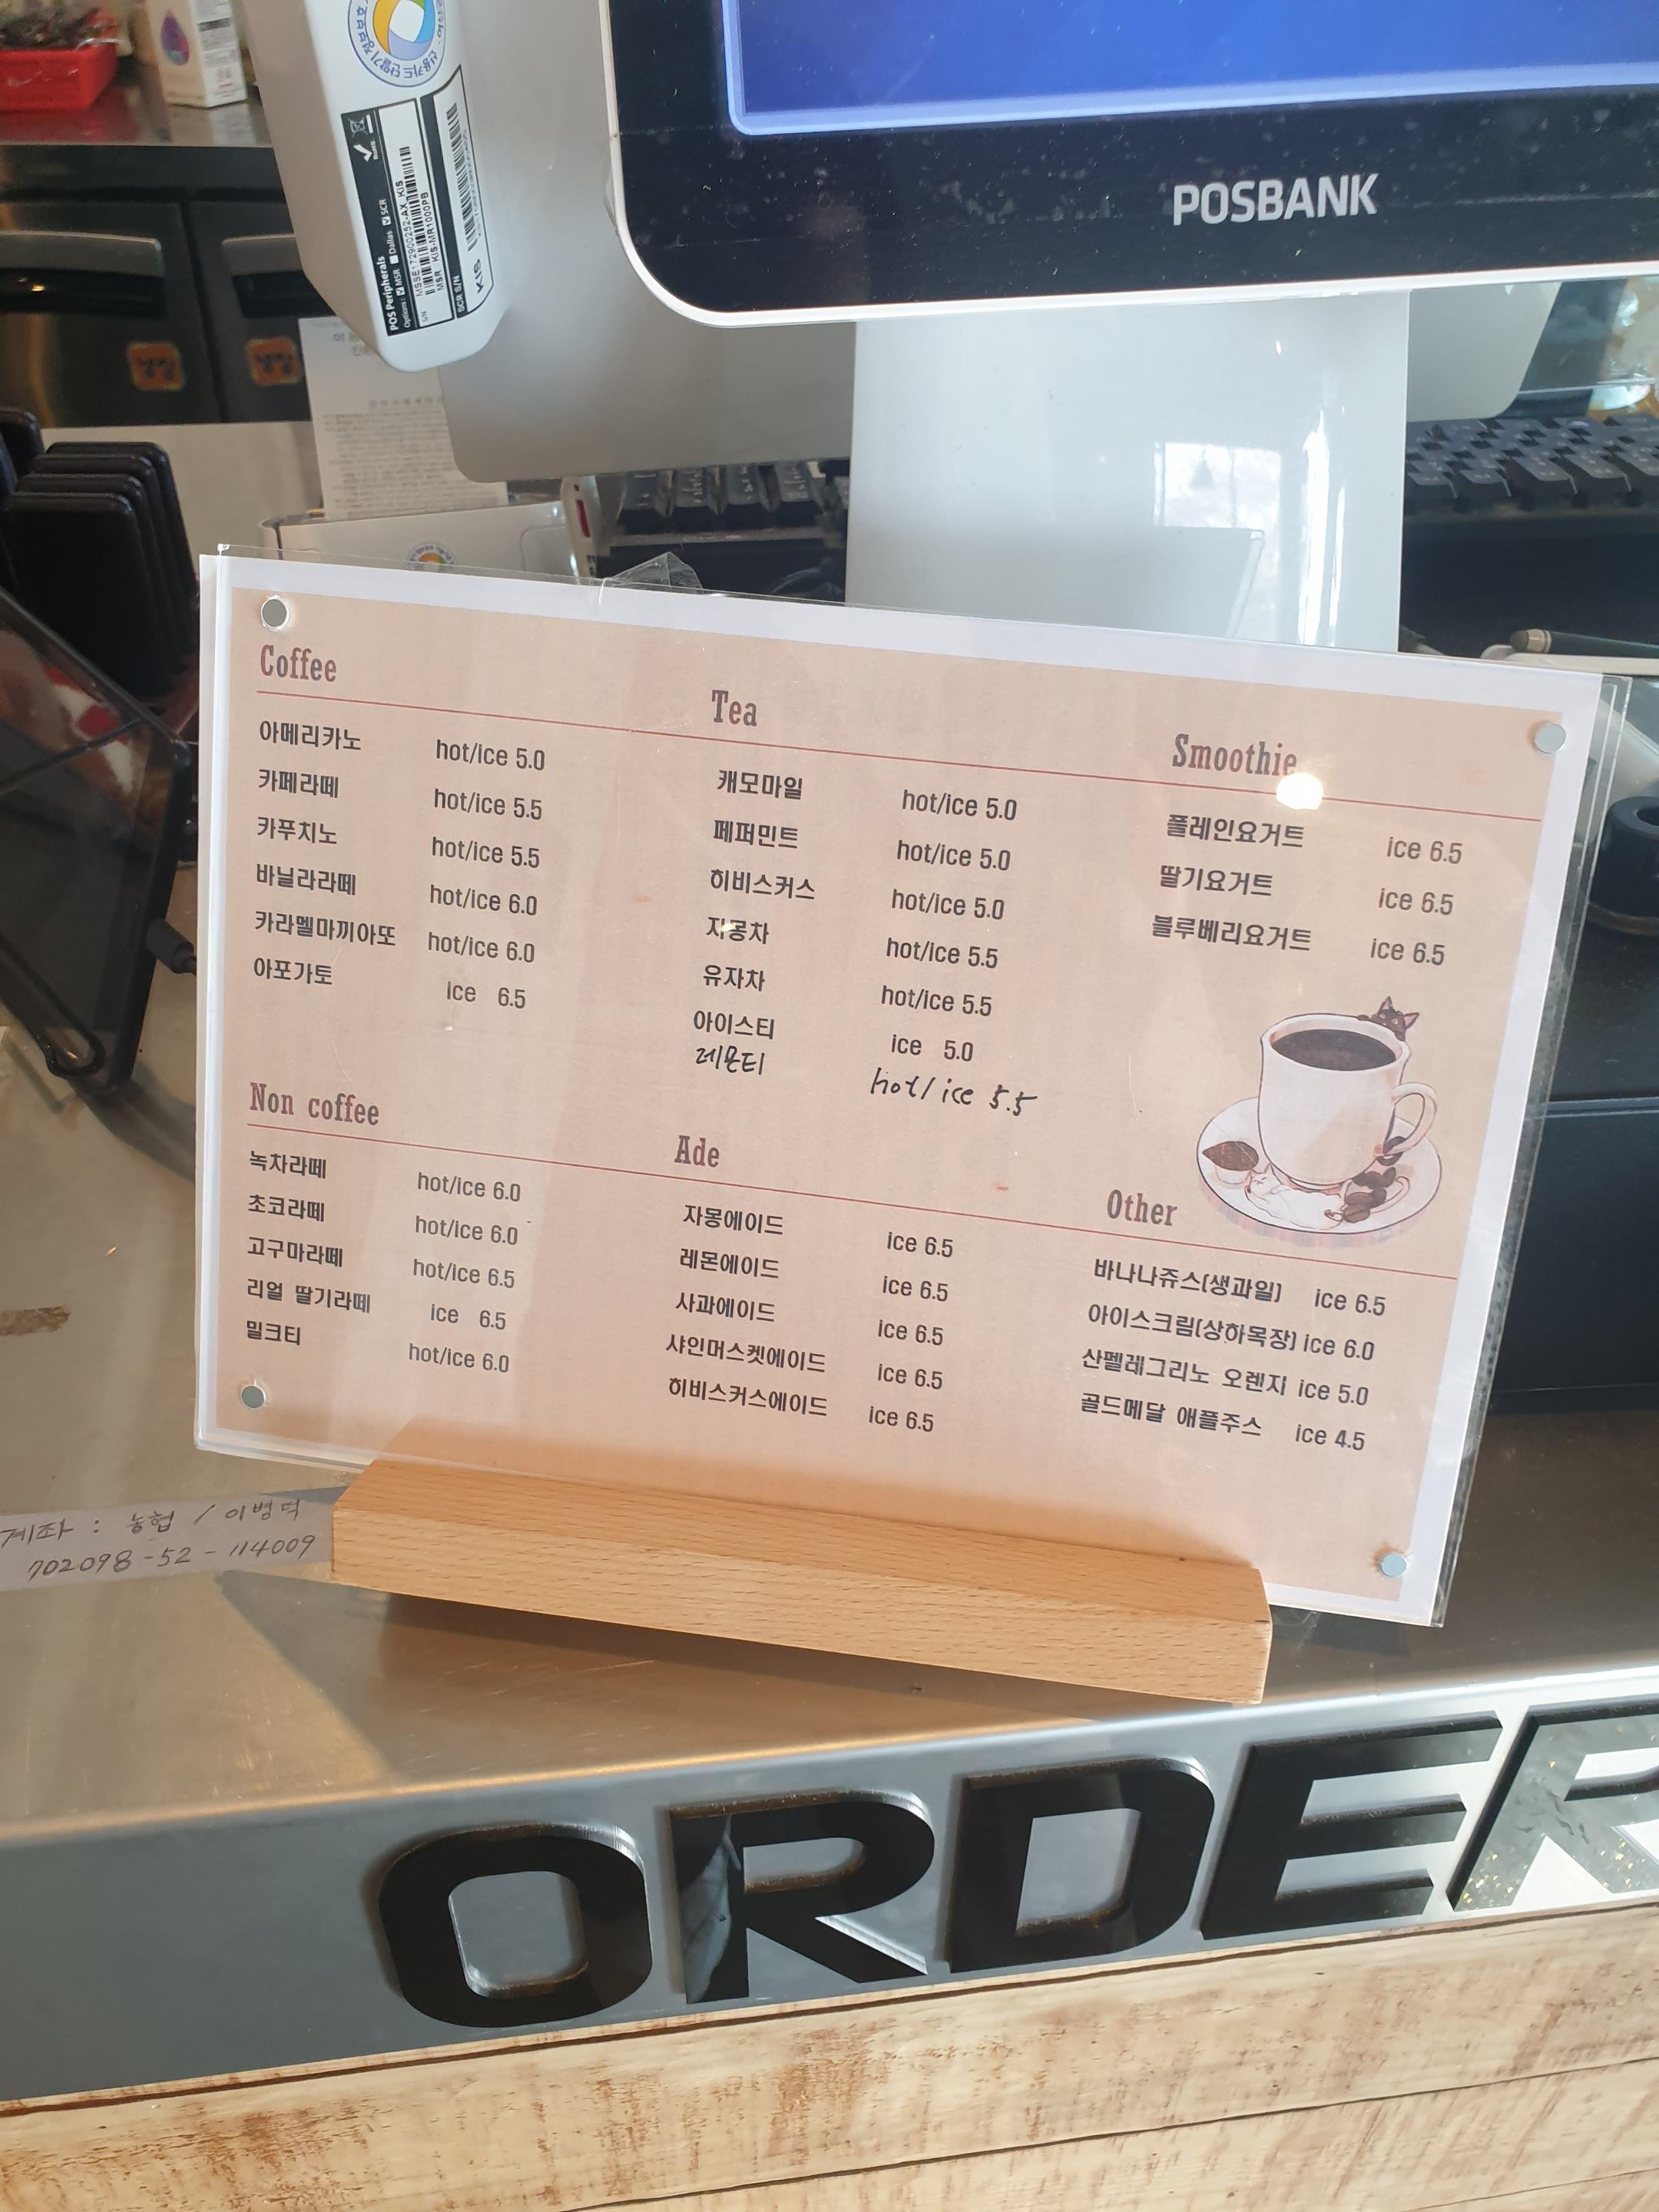 POSBANK
POS Peripherals
KIS
냉장
냉장
Coffee
아메리카노 hot/ice 5.0
카페라떼 hot/ice 5.5
카푸치노 hot/ice 5.5
바닐라라떼 hot/ice 6.0
카라멜마끼아또 hot/ice 6.0
아포가토 ice 6.5
Non coffee
녹차라떼 hot/ice 6.0
초코라떼 hot/ice 6.0
고구마라떼 hot/ice 6.5
리얼 딸기라떼 ice 6.5
밀크티 hot/ice 6.0
Tea
캐모마일 hot/ice 5.0
페퍼민트 hot/ice 5.0
히비스커스 hot/ice 5.0
자몽차 hot/ice 5.5
유자차 hot/ice 5.5
아이스티 ice 5.0
레몬티 hot/ice 5.5
Ade
자몽에이드 ice 6.5
레몬에이드 ice 6.5
사과에이드 ice 6.5
샤인머스켓에이드 ice 6.5
히비스커스에이드 ice 6.5
Smoothie
플레인요거트 ice 6.5
딸기요거트 ice 6.5
블루베리요거트 ice 6.5
Other
바나나쥬스(생과일) ice 6.5
아이스크림(상하목장) ice 6.0
산펠레그리노 오렌지 ice 5.0
골드메달 애플주스 ice 4.5
계좌 : 농협 / 이병덕
702098-52-114009
ORDER